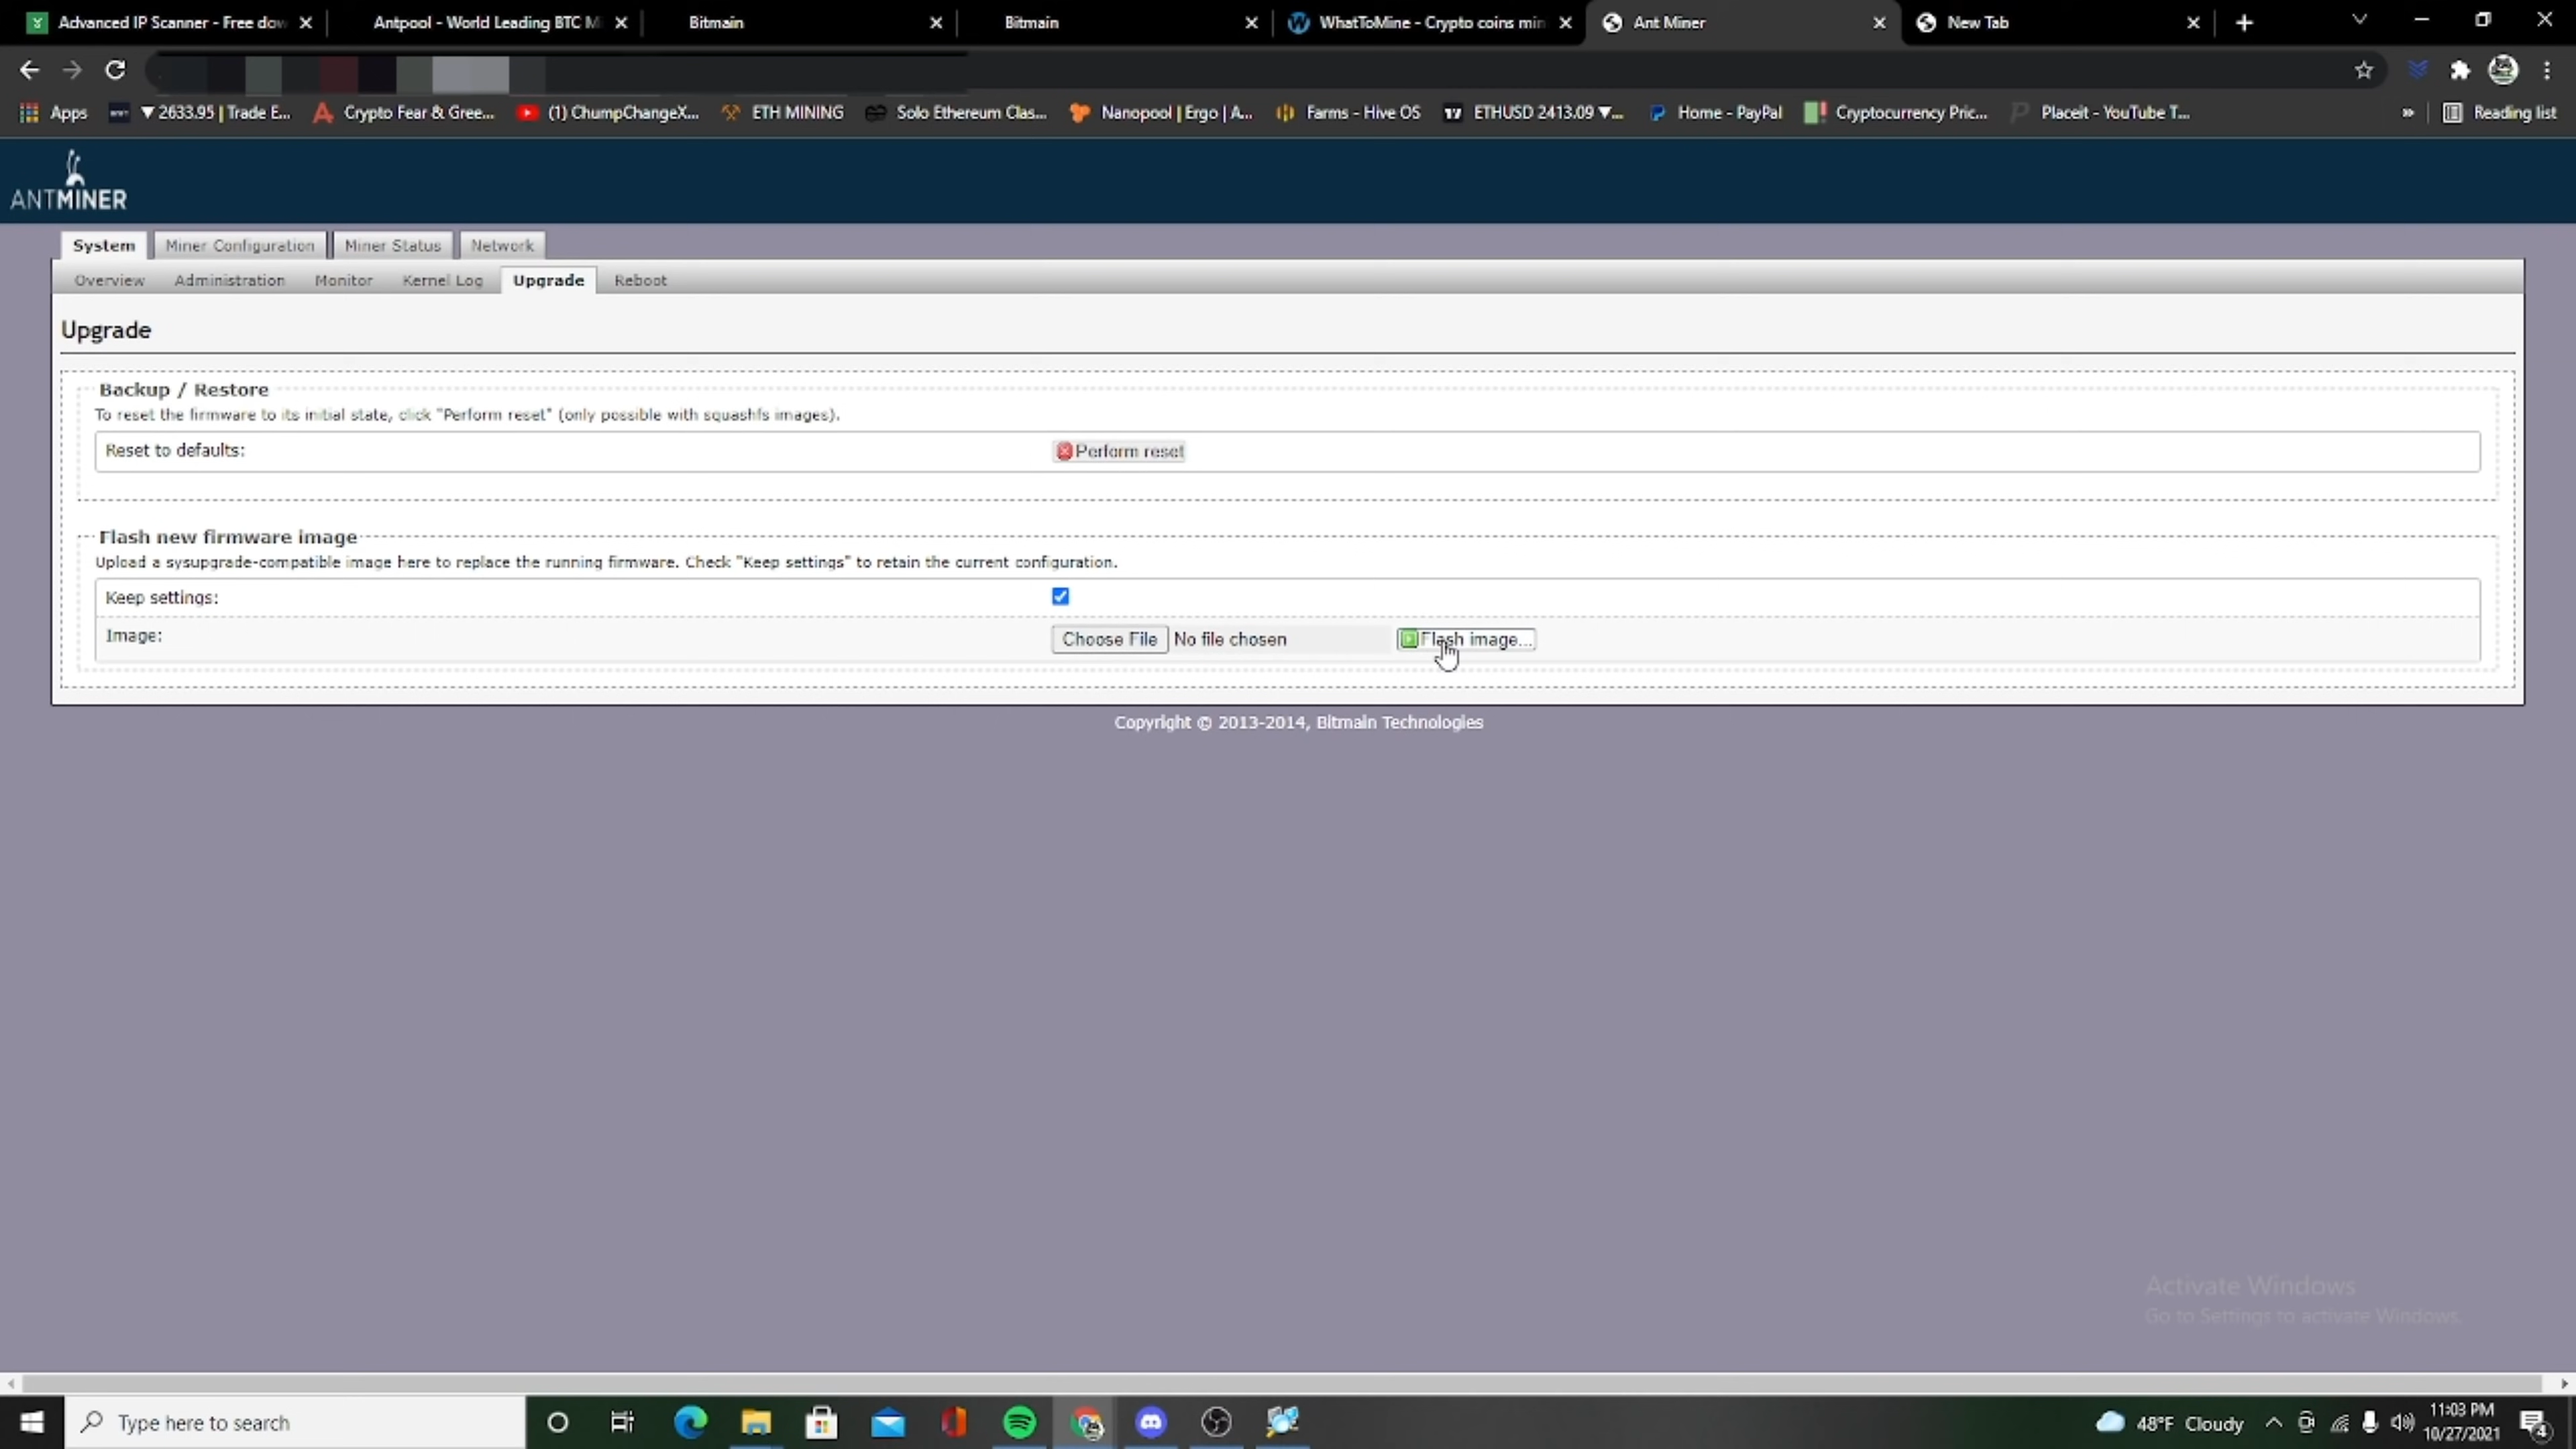 Advanced IP Scanner - Free dow
Antpool - World Leading BTC M
Bitmain
Bitmain
WhatToMine - Crypto coins min
Ant Miner
New Tab
Apps
▼ 2633.95 | Trade E...
Crypto Fear & Gree...
(1) ChumpChangeX...
ETH MINING
Solo Ethereum Clas...
Nanopool | Ergo | A...
Farms - Hive OS
ETHUSD 2413.09 ▼...
Home - PayPal
Cryptocurrency Pric...
Placeit - YouTube T...
»
Reading list
ANTMINER
System
Miner Configuration
Miner Status
Network
Overview
Administration
Monitor
Kernel Log
Upgrade
Reboot
Upgrade
Backup / Restore
To reset the firmware to its initial state, click "Perform reset" (only possible with squashfs images).
Reset to defaults:
Perform reset
Flash new firmware image
Upload a sysupgrade-compatible image here to replace the running firmware. Check "Keep settings" to retain the current configuration.
Keep settings:
Image:
Choose File
No file chosen
Flash image...
Copyright © 2013-2014, Bitmain Technologies
Activate Windows
Go to Settings to activate Windows.
Type here to search
48°F Cloudy
11:03 PM
10/27/2021
4